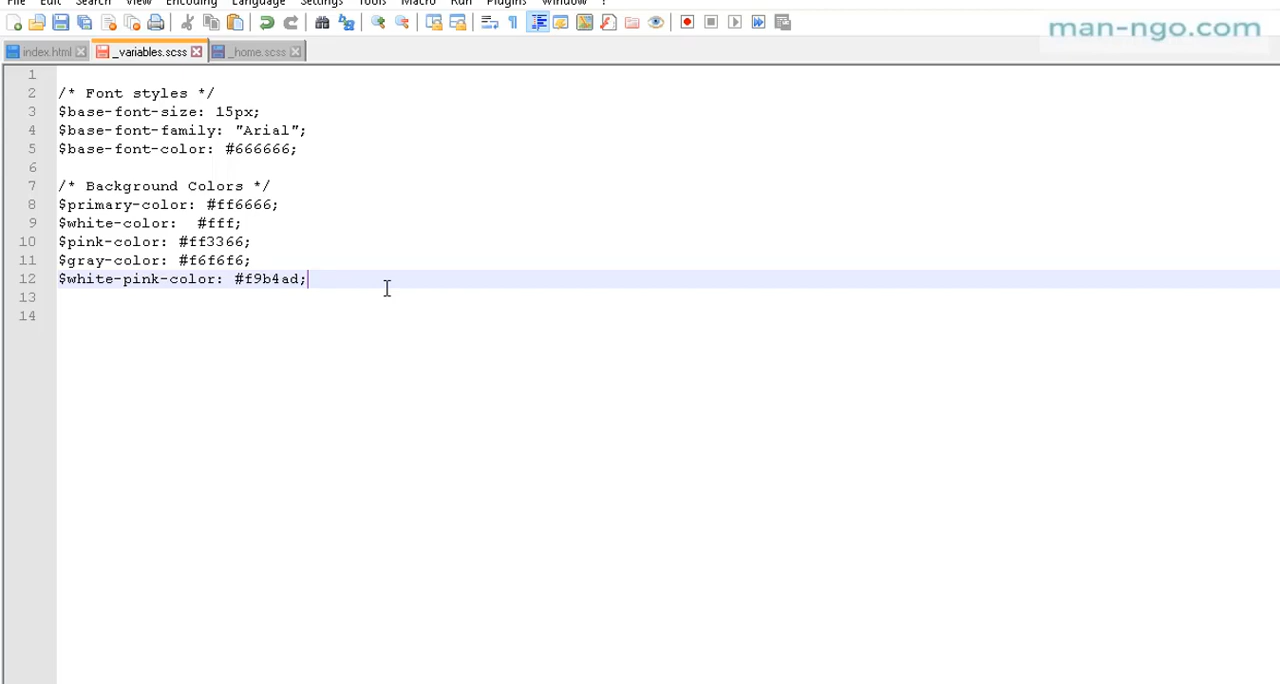 File Edit Search View Encoding Language Settings Tools Macro Run Plugins Window ?
man-ngo.com
index.html _variables.scss _home.scss
1
2 /* Font styles */
3 $base-font-size: 15px;
4 $base-font-family: "Arial";
5 $base-font-color: #666666;
6
7 /* Background Colors */
8 $primary-color: #ff6666;
9 $white-color:  #fff;
10 $pink-color: #ff3366;
11 $gray-color: #f6f6f6;
12 $white-pink-color: #f9b4ad;
13
14